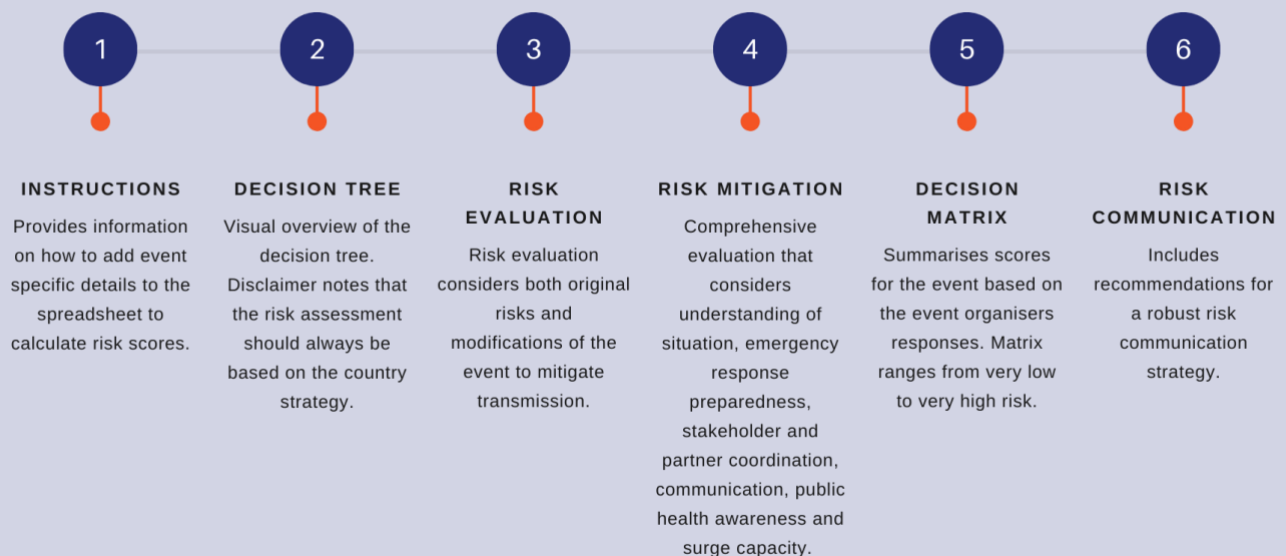 1
2
3
4
5
6
INSTRUCTIONS
Provides information
on how to add event
specific details to the
spreadsheet to
calculate risk scores.
DECISION TREE
Visual overview of the
decision tree.
Disclaimer notes that
the risk assessment
should always be
based on the country
strategy.
RISK
EVALUATION
Risk evaluation
considers both original
risks and
modifications of the
event to mitigate
transmission.
RISK MITIGATION
Comprehensive
evaluation that
considers
understanding of
situation, emergency
response
preparedness,
stakeholder and
partner coordination,
communication, public
health awareness and
surge capacity.
DECISION
MATRIX
Summarises scores
for the event based on
the event organisers
responses. Matrix
ranges from very low
to very high risk.
RISK
COMMUNICATION
Includes
recommendations for
a robust risk
communication
strategy.